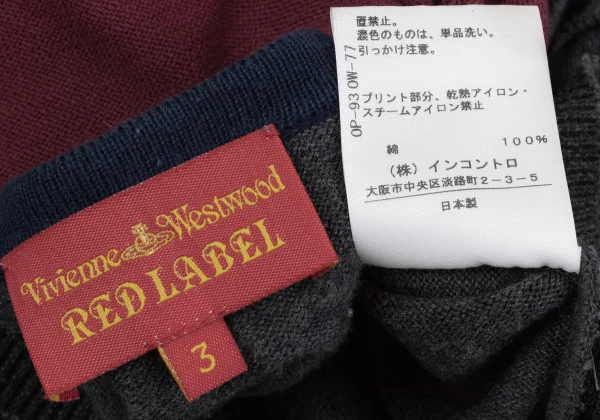 Vivienne Westwood
RED LABEL
3
直禁止。
濃色のものは、単品洗い。
引っかけ注意。
プリント部分、乾熱アイロン・
スチームアイロン禁止
綿 100%
(株) インコントロ
大阪市中央区淡路町2-3-5
日本製
OP-930W-77